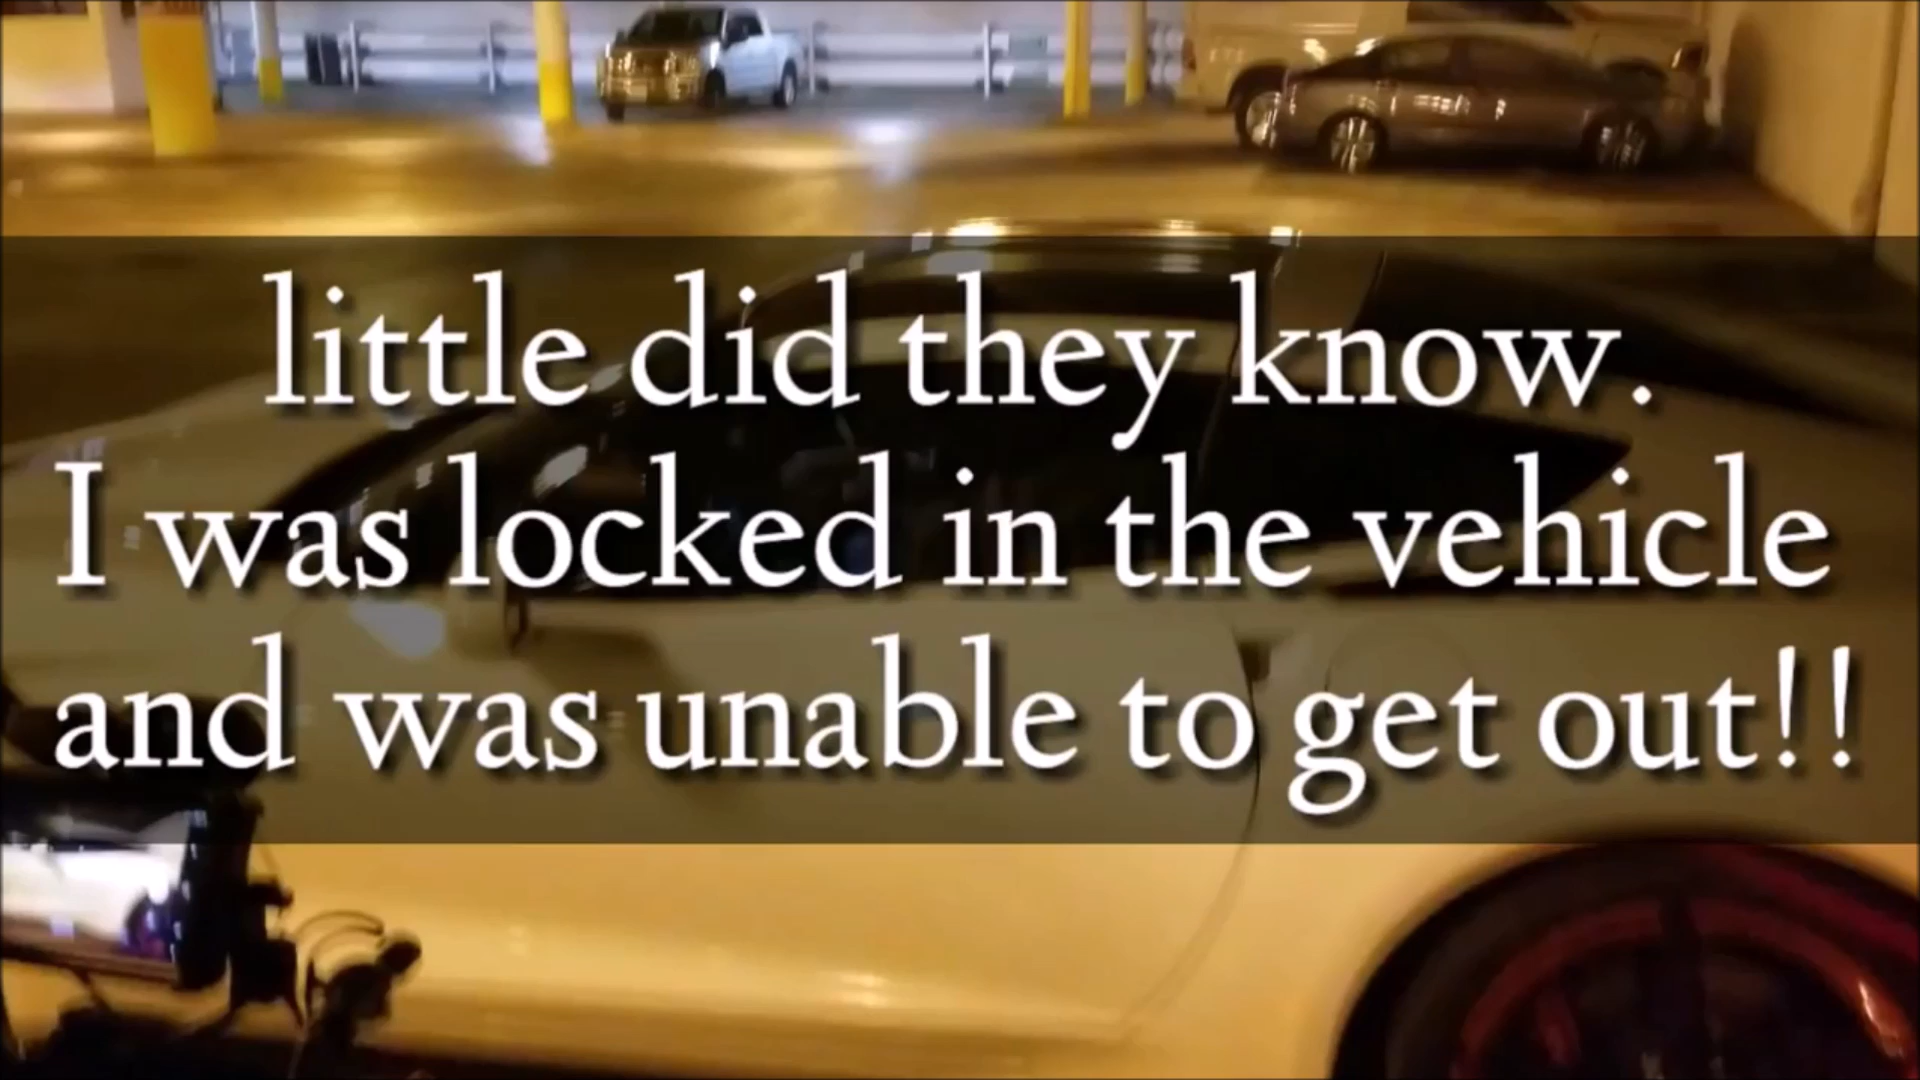 little did they know.
I was locked in the vehicle
and was unable to get out!!